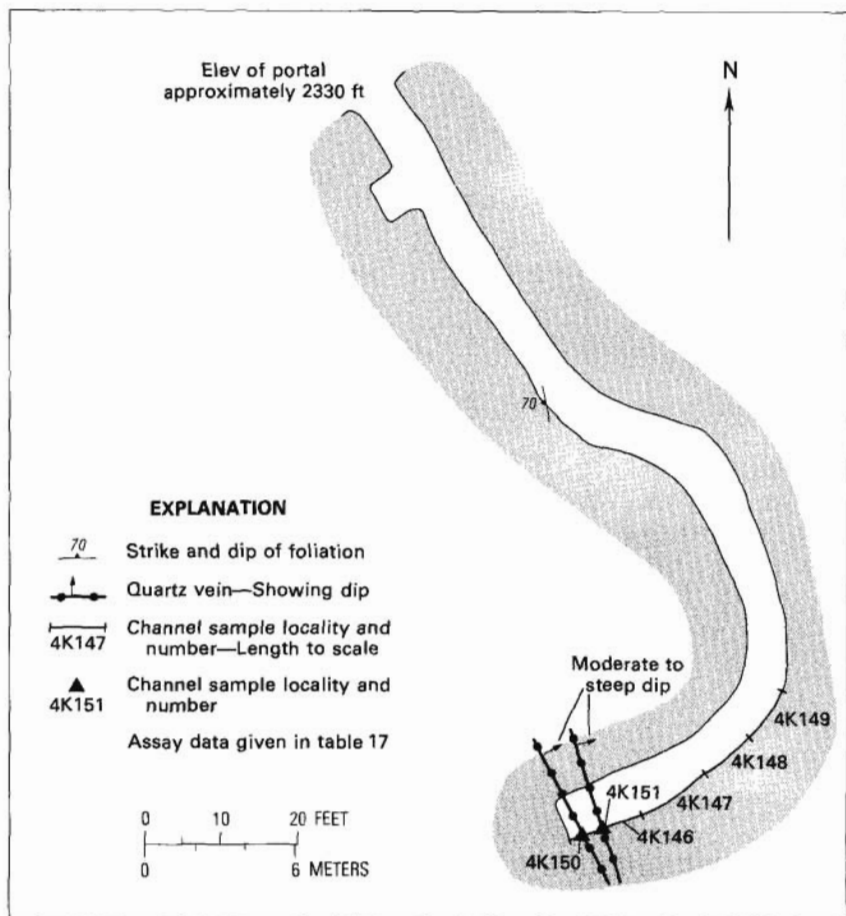 Elev of portal
approximately 2330 ft
N
70
EXPLANATION
70
Strike and dip of foliation
Quartz vein—Showing dip
4K147
Channel sample locality and
number—Length to scale
4K151
Channel sample locality and
number
Assay data given in table 17
0 10 20 FEET
0 6 METERS
Moderate to
steep dip
4K149
4K148
4K147
4K151
4K146
4K150